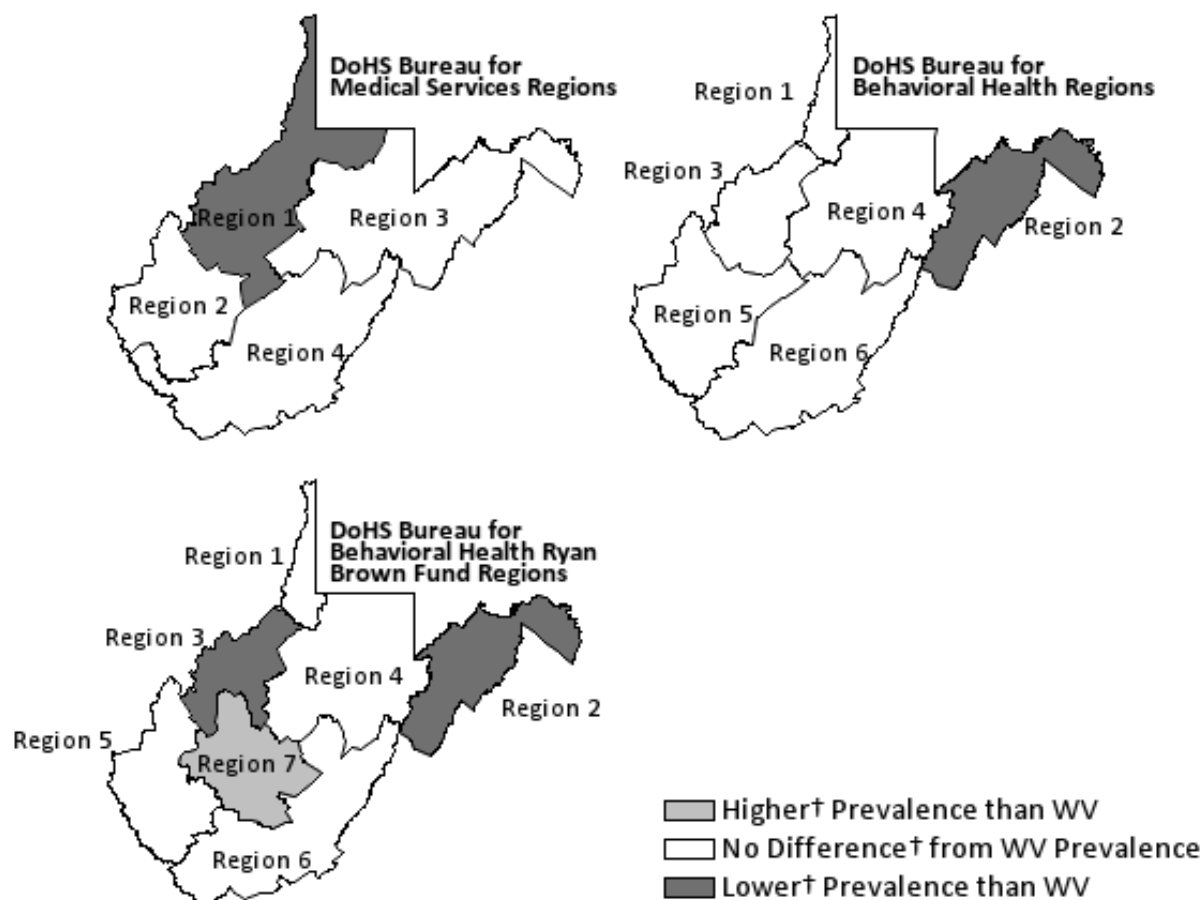 DoHS Bureau for
Medical Services Regions
Region 1
Region 3
Region 2
Region 4
DoHS Bureau for
Behavioral Health Regions
Region 1
Region 3
Region 4
Region 2
Region 5
Region 6
DoHS Bureau for
Behavioral Health Ryan
Brown Fund Regions
Region 1
Region 3
Region 4
Region 2
Region 5
Region 7
Region 6
Higher† Prevalence than WV
No Difference† from WV Prevalence
Lower† Prevalence than WV